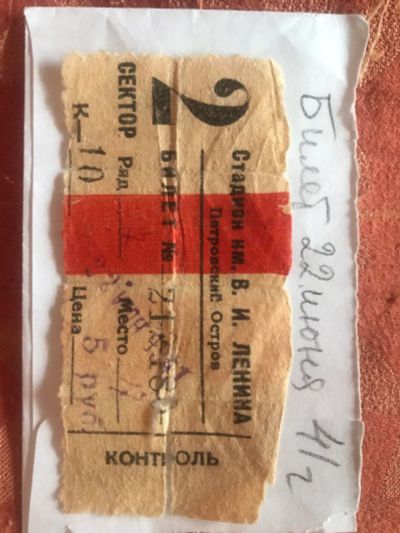 Билет 22 июня 41 г
2 Стадион им. В. И. ЛЕНИНА
Петровский Остров
БИЛЕТ №
СЕКТОР Ряд Место
К-10 Цена 5 руб
КОНТРОЛЬ